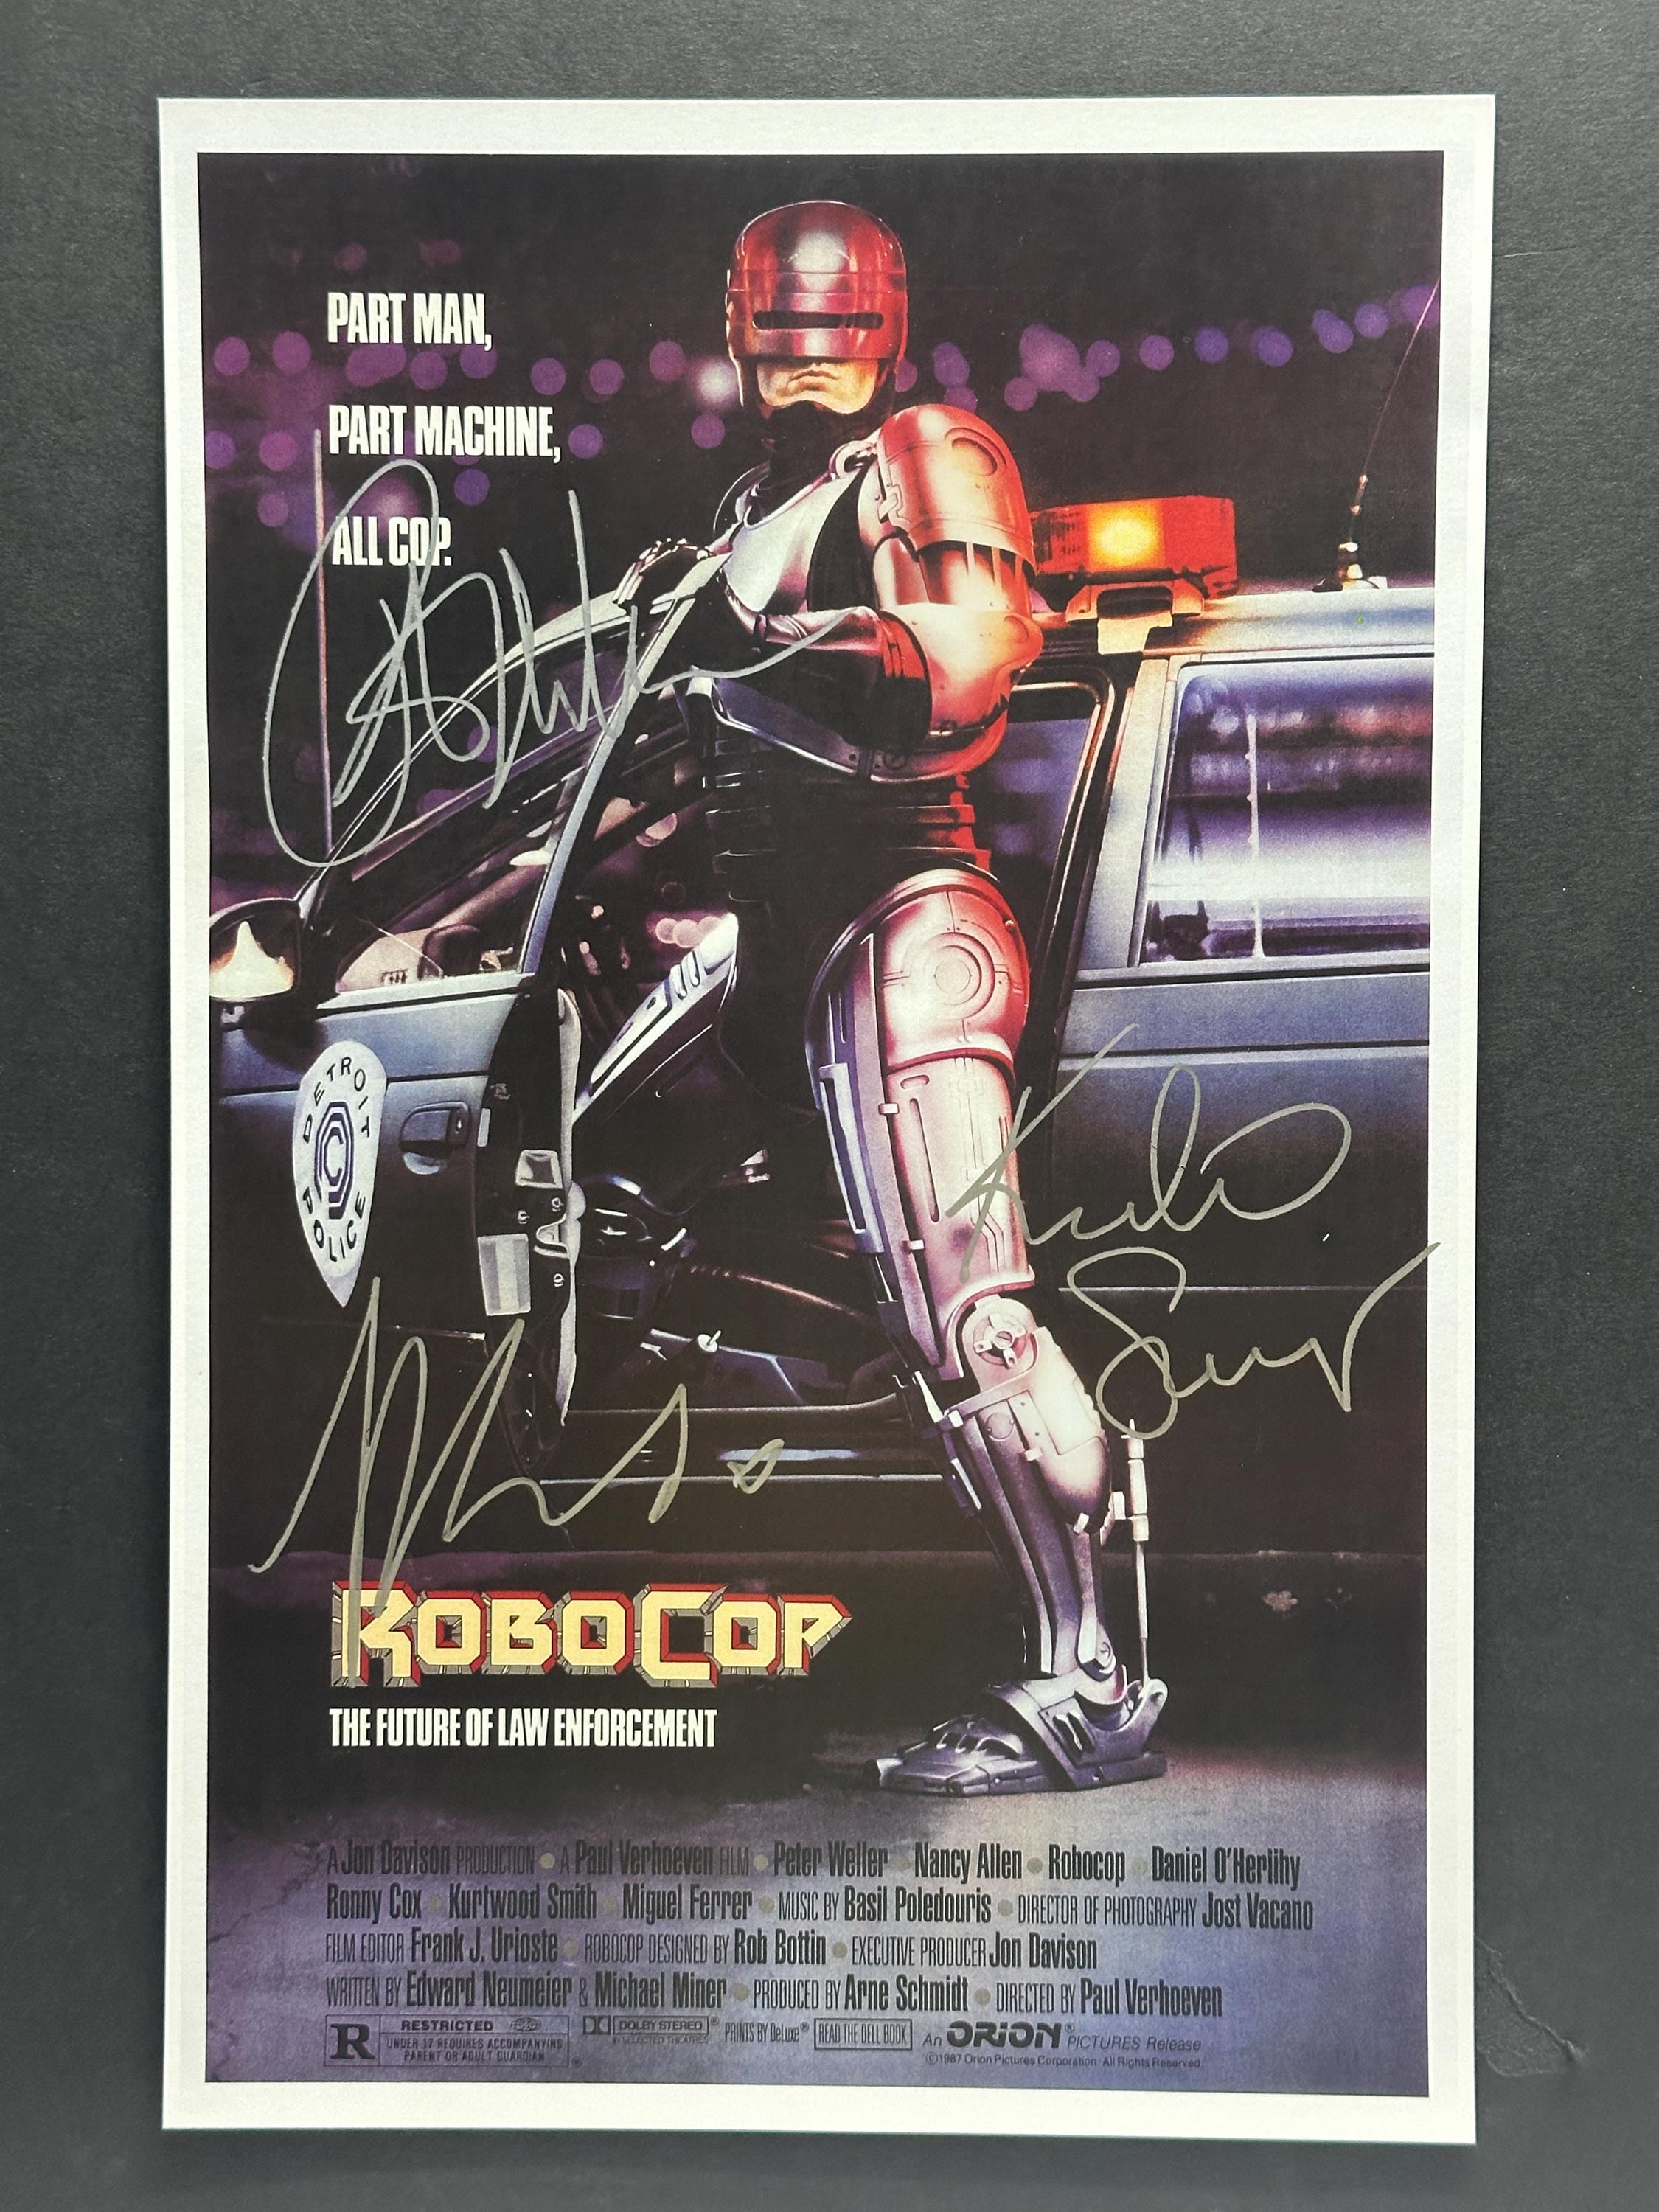 PART MAN,
PART MACHINE,
ALL COP.
DETROIT
POLICE
ROBOCOP
THE FUTURE OF LAW ENFORCEMENT
A Jon Davison PRODUCTION • A Paul Verhoeven FILM • Peter Weller • Nancy Allen • Robocop • Daniel O'Herlihy
Ronny Cox • Kurtwood Smith • Miguel Ferrer • MUSIC BY Basil Poledouris • DIRECTOR OF PHOTOGRAPHY Jost Vacano
FILM EDITOR Frank J. Urioste • ROBOCOP DESIGNED BY Rob Bottin • EXECUTIVE PRODUCER Jon Davison
WRITTEN BY Edward Neumeier & Michael Miner • PRODUCED BY Arne Schmidt • DIRECTED BY Paul Verhoeven
R RESTRICTED
UNDER 17 REQUIRES ACCOMPANYING
PARENT OR ADULT GUARDIAN
DOLBY STEREO®
IN SELECTED THEATRES
PRINTS BY DeLuxe®
READ THE DELL BOOK
An ORION® PICTURES Release
©1987 Orion Pictures Corporation. All Rights Reserved.